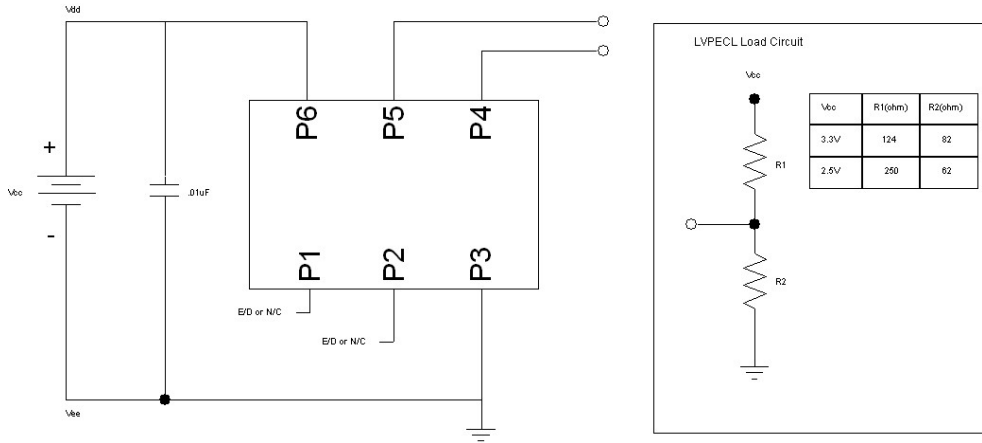 Vdd
P6
P5
P4
+
Vcc
-
.01uF
P1
P2
P3
E/D or N/C
E/D or N/C
Vee
LVPECL Load Circuit
Vcc
R1
R2
Vcc R1(ohm) R2(ohm)
3.3V 124 82
2.5V 250 62